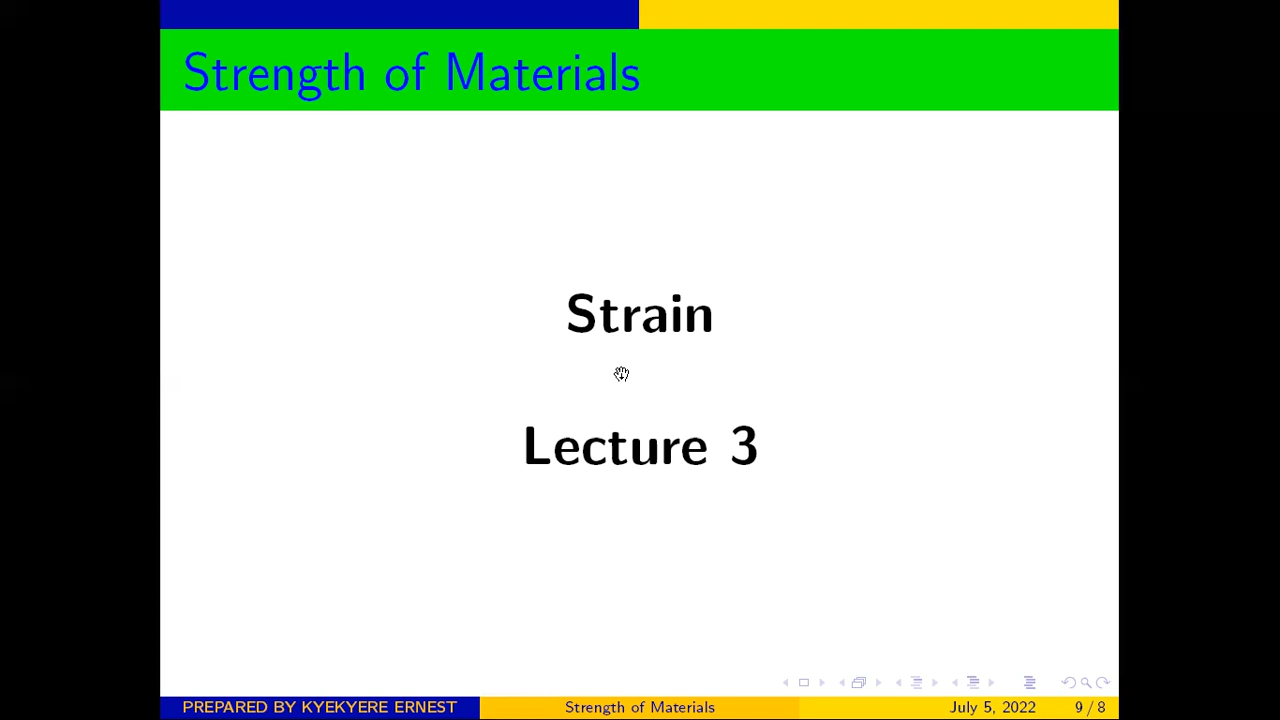 Strength of Materials
Strain
Lecture 3
PREPARED BY KYEKYERE ERNEST
Strength of Materials
July 5, 2022
9 / 8